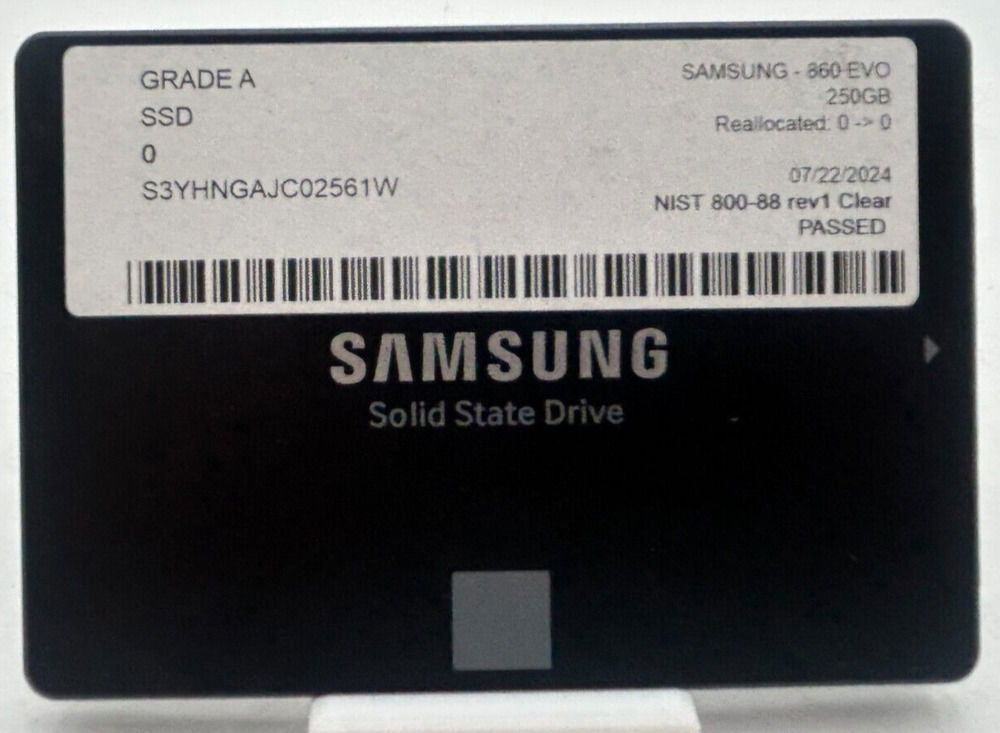 GRADE A
SSD
0
S3YHNGAJC02561W
SAMSUNG - 860 EVO
250GB
Reallocated: 0 -> 0
07/22/2024
NIST 800-88 rev1 Clear
PASSED
SAMSUNG
Solid State Drive